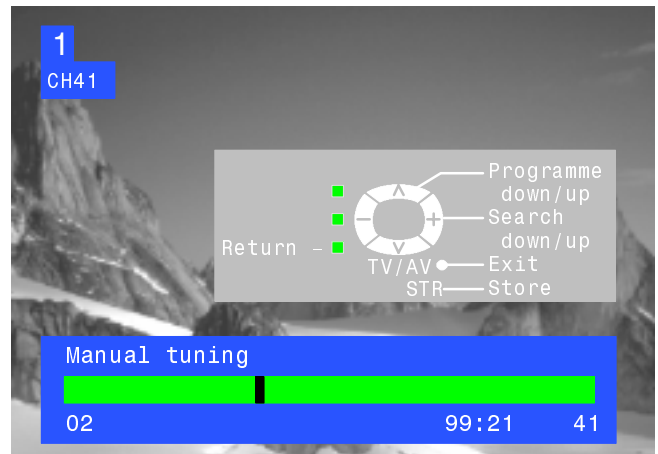 1
CH41
Programme
down/up
Search
down/up
Return –
TV/AV Exit
STR Store
Manual tuning
02 99:21 41